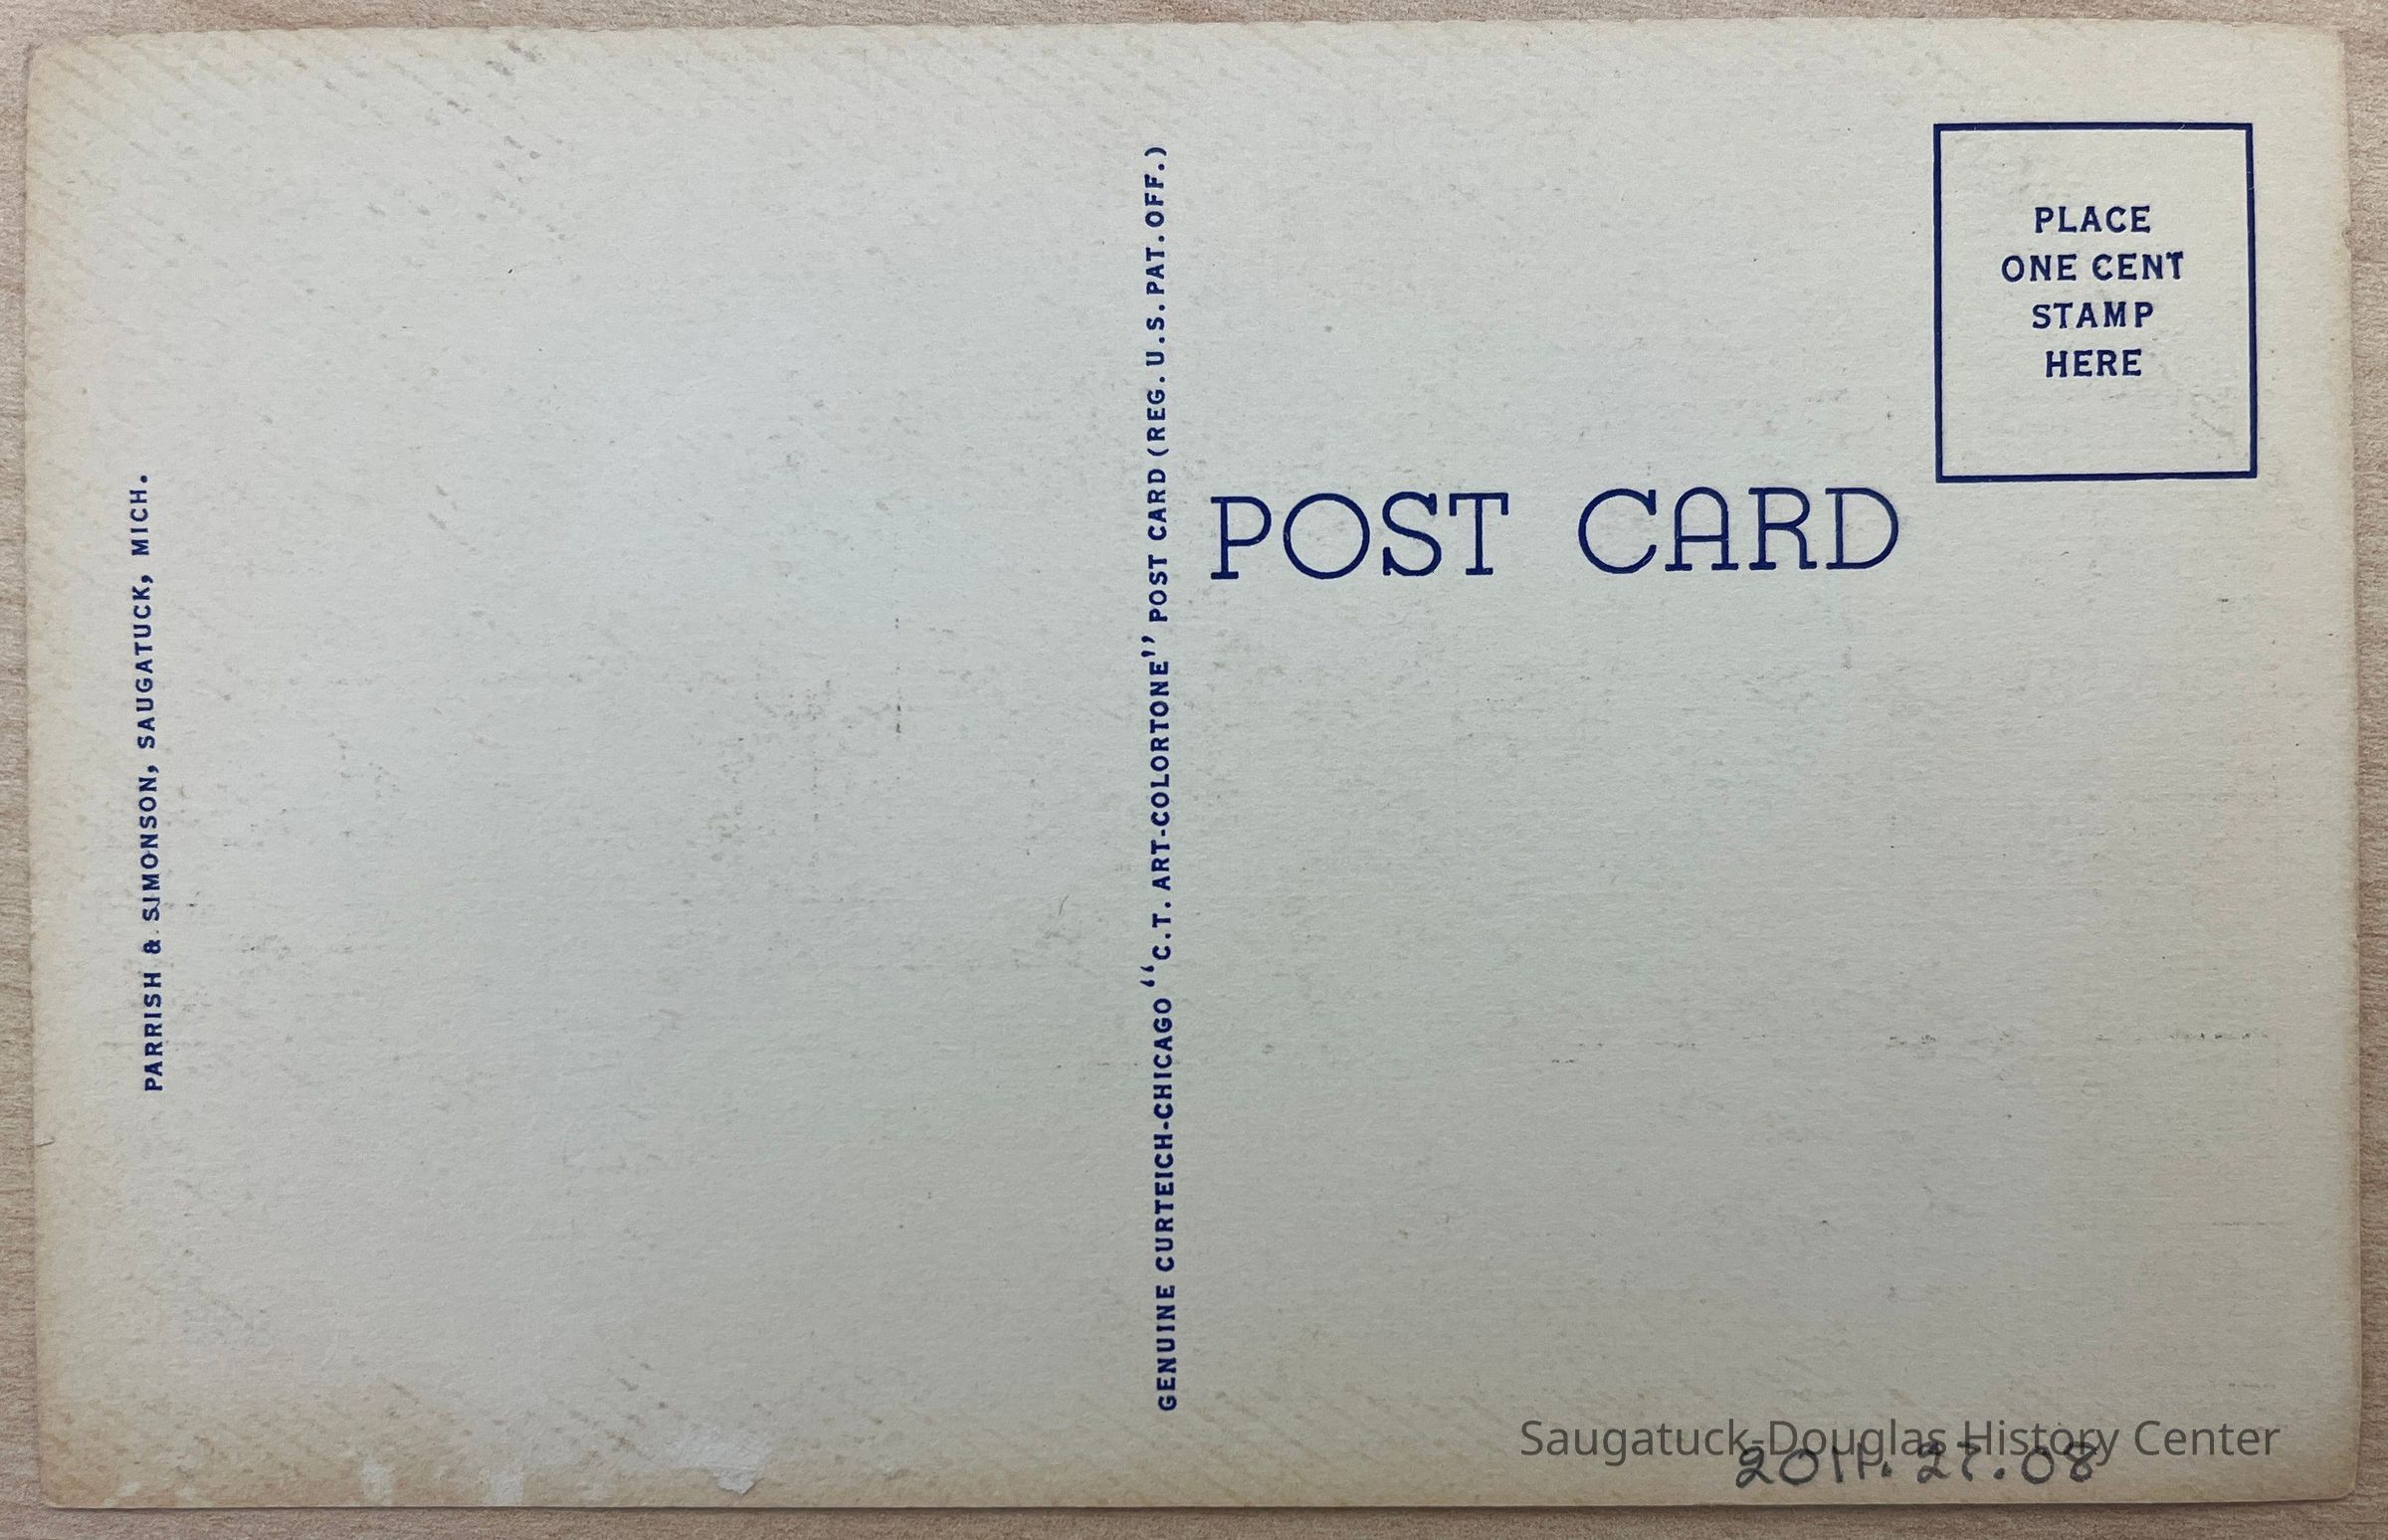 PARRISH & SIMONSON, SAUGATUCK, MICH.
GENUINE CURTEICH-CHICAGO "C.T. ART-COLORTONE" POST CARD (REG. U.S. PAT. OFF.)
POST CARD
PLACE
ONE CENT
STAMP
HERE
Saugatuck-Douglas History Center
2011.27.08